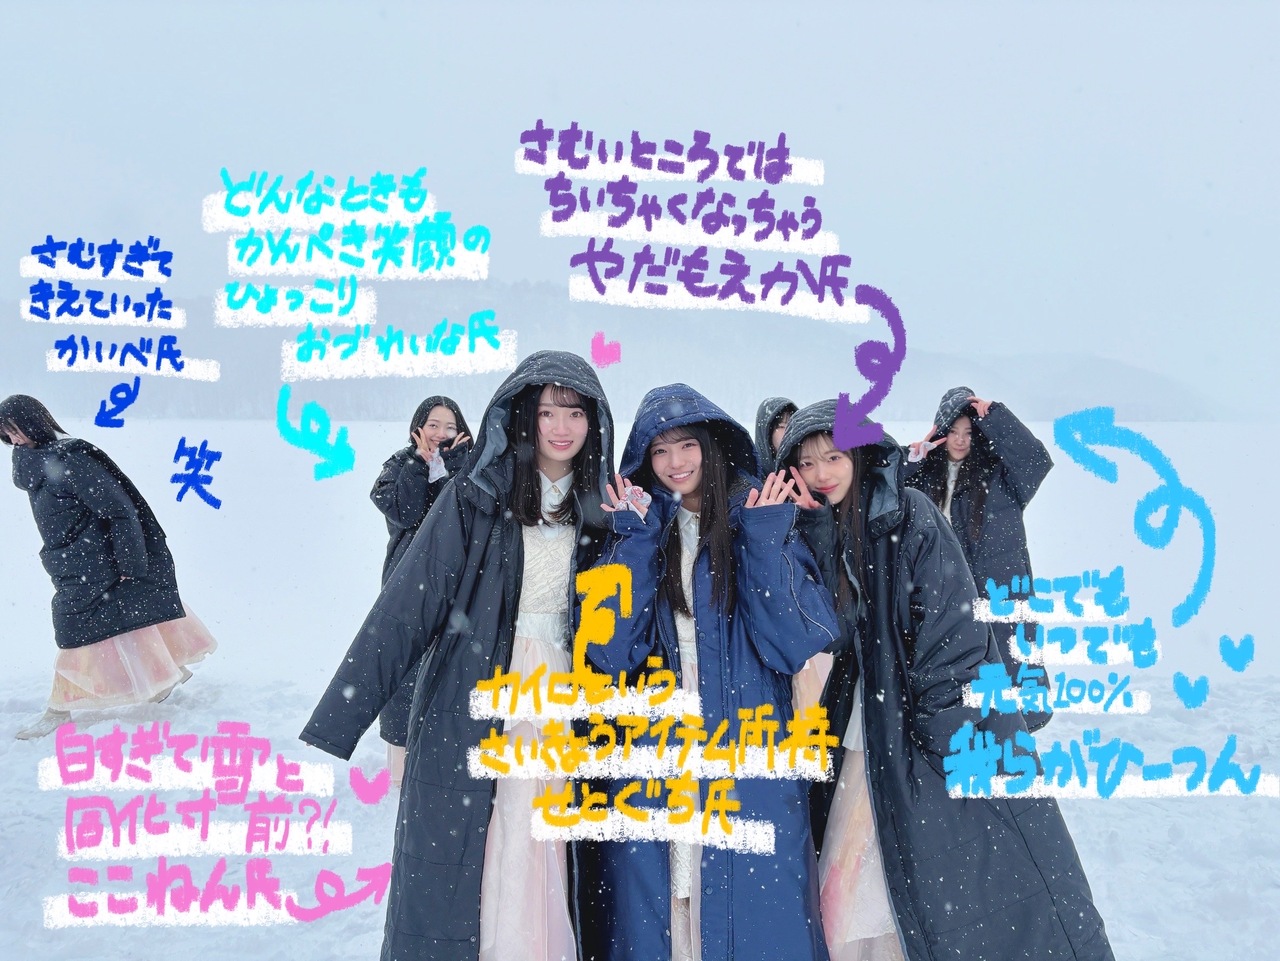 さむすぎて
きえていった
かいべ氏
笑
どんなときも
かんぺき笑顔の
ひょっこり
おづれいな氏
さむいところでは
ちいちゃくなっちゃう
やだもえか氏
白すぎて雪と
同化寸前?!
ここねん氏
カイロという
さいきょうアイテム所持
せとぐち氏
どこでも
いつでも
元気100%
我らがひーつん